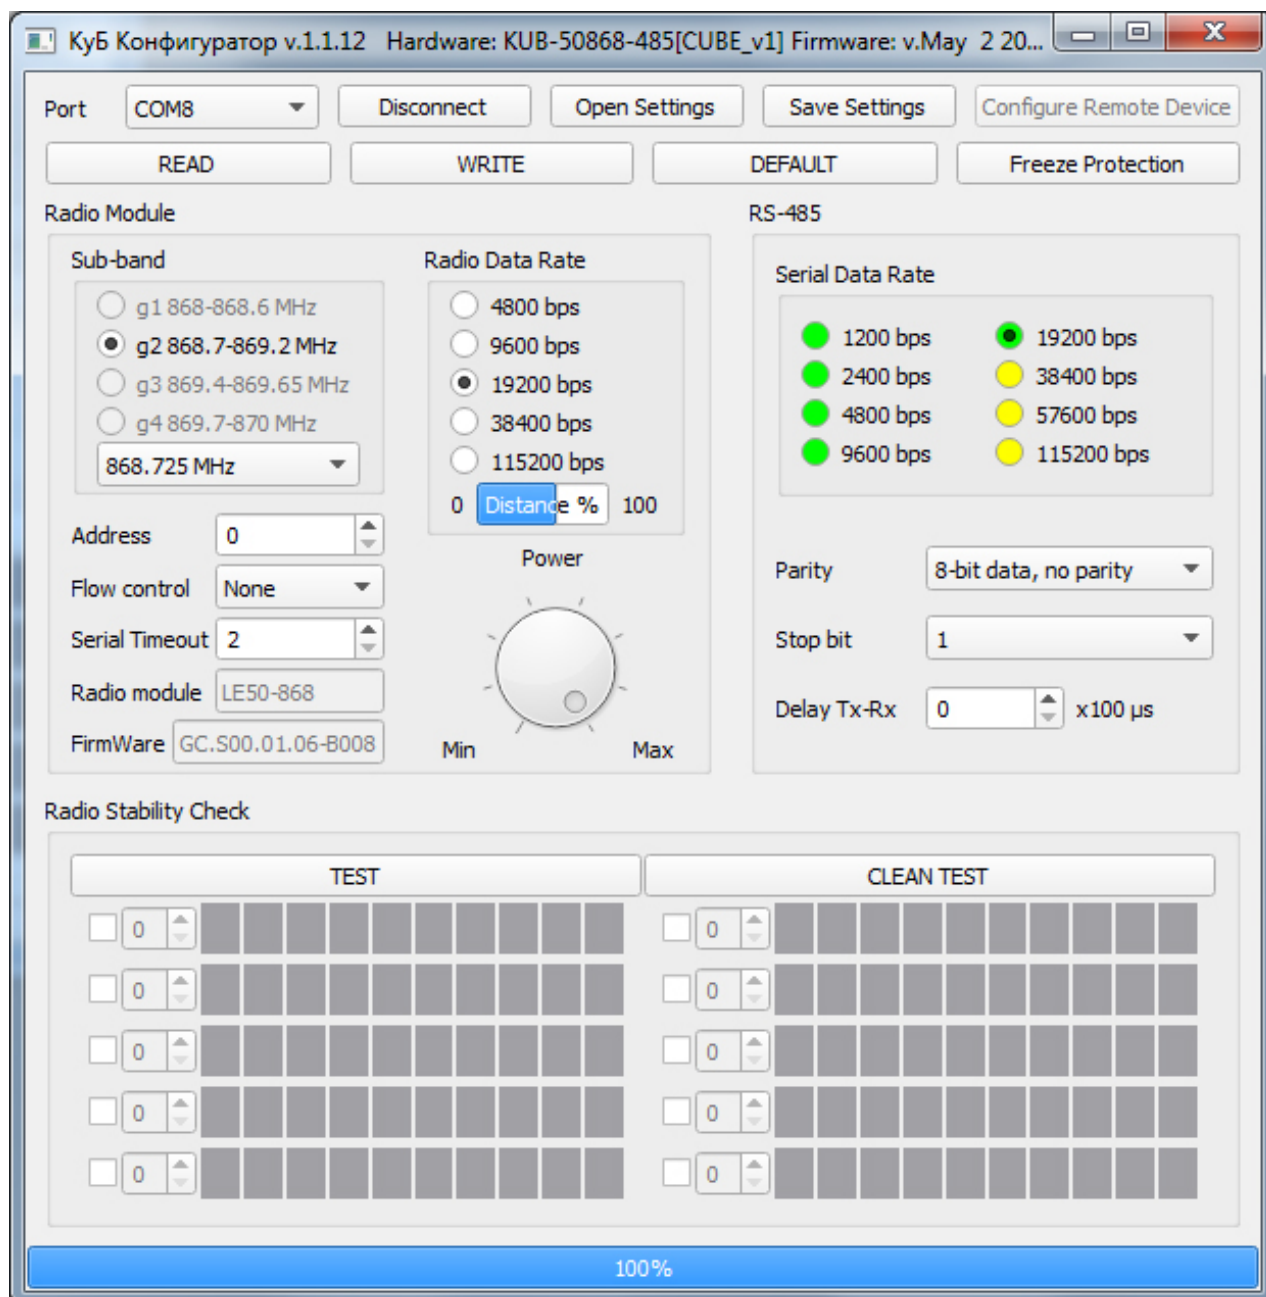 КуБ Конфигуратор v.1.1.12 Hardware: KUB-50868-485[CUBE_v1] Firmware: v.May 2 20...
Port COM8 Disconnect Open Settings Save Settings Configure Remote Device
READ WRITE DEFAULT Freeze Protection
Radio Module
Sub-band
g1 868-868.6 MHz
g2 868.7-869.2 MHz
g3 869.4-869.65 MHz
g4 869.7-870 MHz
868.725 MHz
Address 0
Flow control None
Serial Timeout 2
Radio module LE50-868
FirmWare GC.S00.01.06-B008
Radio Data Rate
4800 bps
9600 bps
19200 bps
38400 bps
115200 bps
0 Distance % 100
Power
Min Max
RS-485
Serial Data Rate
1200 bps 19200 bps
2400 bps 38400 bps
4800 bps 57600 bps
9600 bps 115200 bps
Parity 8-bit data, no parity
Stop bit 1
Delay Tx-Rx 0 x100 µs
Radio Stability Check
TEST CLEAN TEST
0 0
0 0
0 0
0 0
0 0
100%